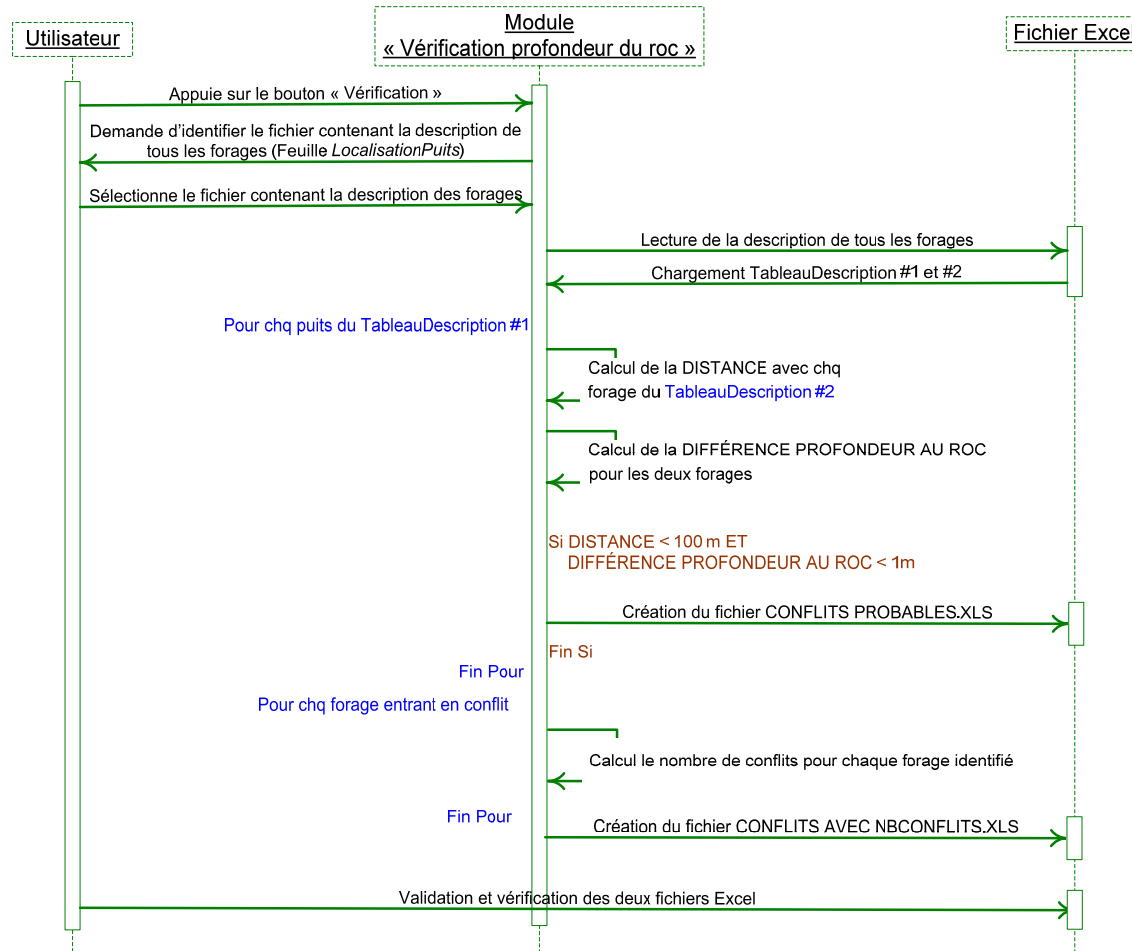 Utilisateur
Module
« Vérification profondeur du roc »
Fichier Excel
Appuie sur le bouton « Vérification »
Demande d'identifier le fichier contenant la description de
tous les forages (Feuille LocalisationPuits)
Sélectionne le fichier contenant la description des forages
Lecture de la description de tous les forages
Chargement TableauDescription #1 et #2
Pour chq puits du TableauDescription #1
Calcul de la DISTANCE avec chq
forage du TableauDescription #2
Calcul de la DIFFÉRENCE PROFONDEUR AU ROC
pour les deux forages
Si DISTANCE < 100 m ET
DIFFÉRENCE PROFONDEUR AU ROC < 1m
Création du fichier CONFLITS PROBABLES.XLS
Fin Si
Fin Pour
Pour chq forage entrant en conflit
Calcul le nombre de conflits pour chaque forage identifié
Fin Pour
Création du fichier CONFLITS AVEC NBCONFLITS.XLS
Validation et vérification des deux fichiers Excel